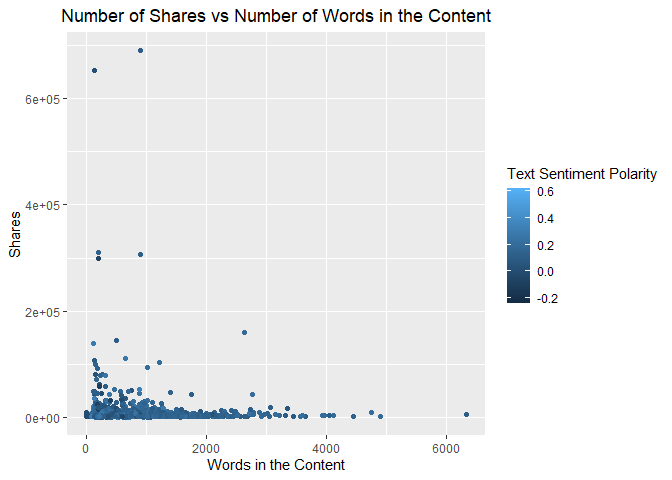 Number of Shares vs Number of Words in the Content
6e+05
4e+05
2e+05
0e+00
Shares
0
2000
4000
6000
Words in the Content
Text Sentiment Polarity
0.6
0.4
0.2
0.0
-0.2